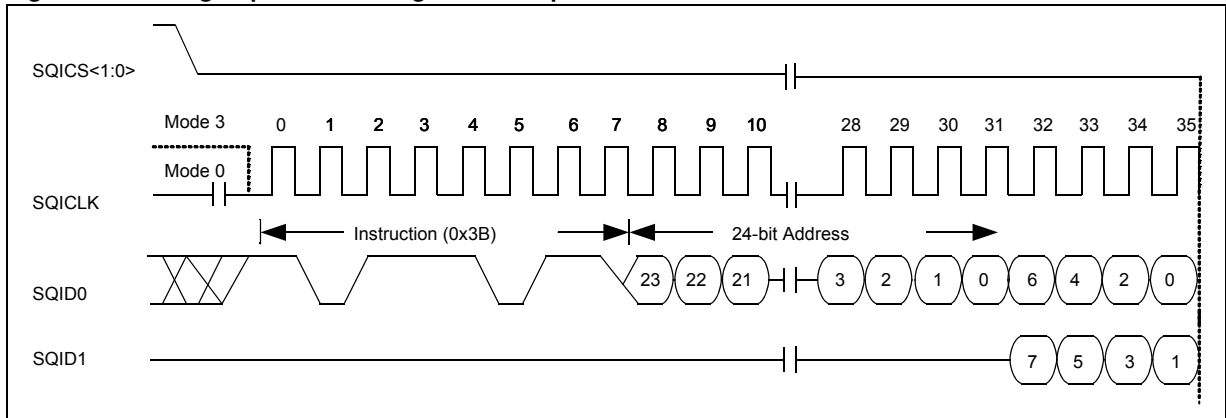 SQICS<1:0>
Mode 3 0 1 2 3 4 5 6 7 8 9 10 28 29 30 31 32 33 34 35
Mode 0
SQICLK
Instruction (0x3B) 24-bit Address
SQID0 23 22 21 3 2 1 0 6 4 2 0
SQID1 7 5 3 1